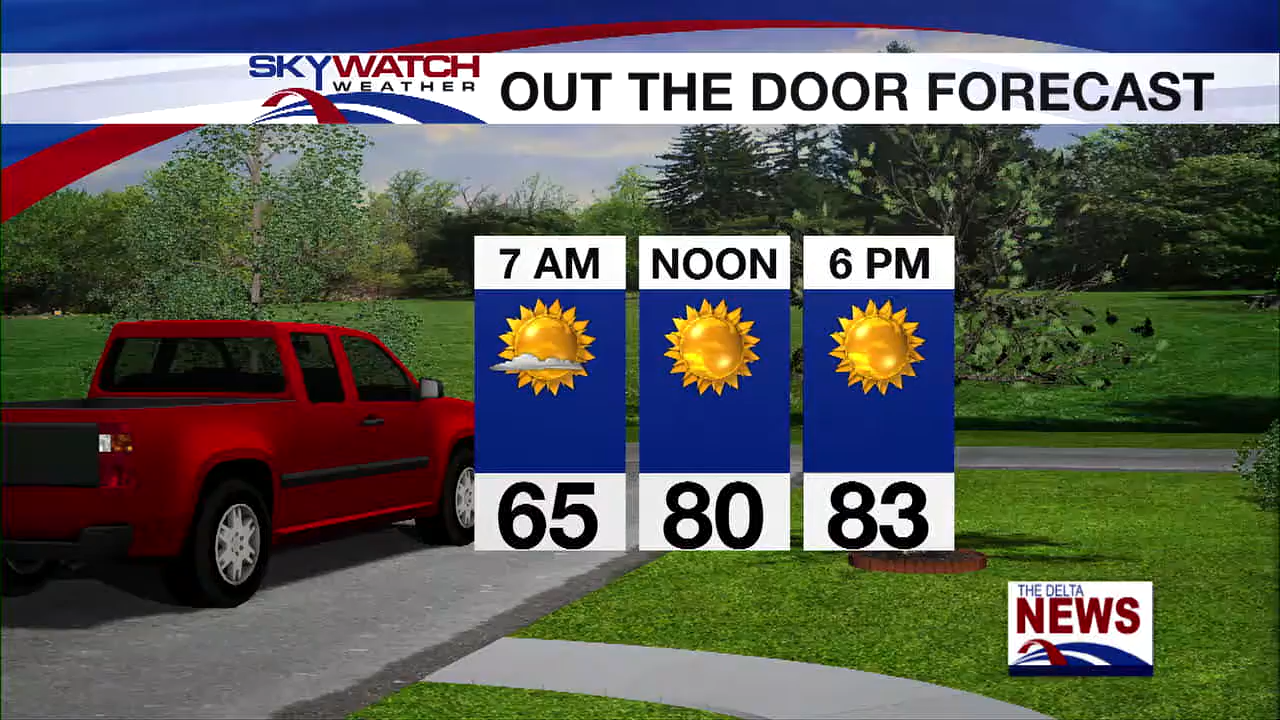 SKYWATCH
WEATHER
OUT THE DOOR FORECAST
7 AM
NOON
6 PM
65
80
83
THE DELTA
NEWS